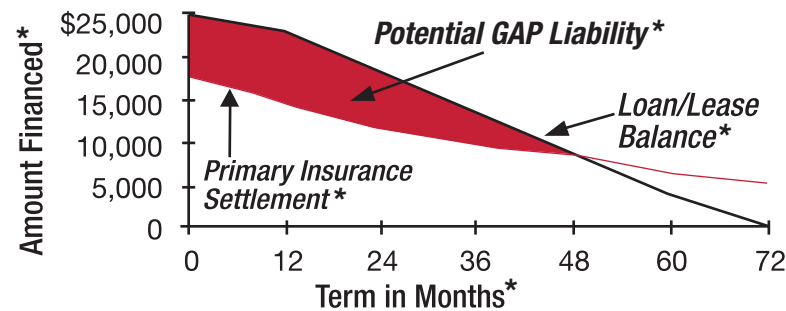 $25,000
Potential GAP Liability*
20,000
15,000
Loan/Lease
Balance*
10,000
Primary Insurance
Settlement*
5,000
0
Amount Financed*
0 12 24 36 48 60 72
Term in Months*